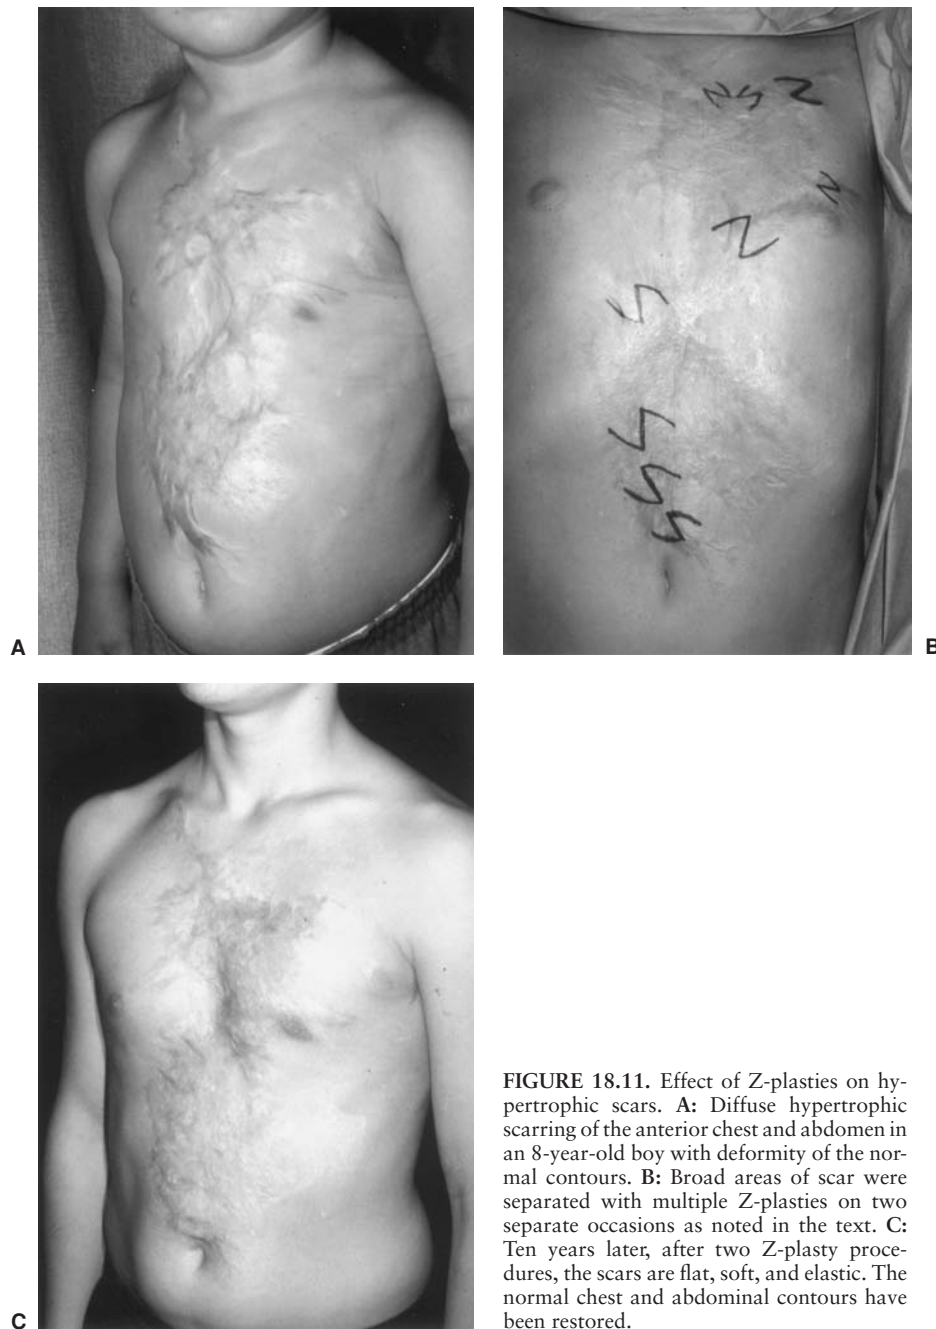 A
B
C
FIGURE 18.11. Effect of Z-plasties on hy-
pertrophic scars. A: Diffuse hypertrophic
scarring of the anterior chest and abdomen in
an 8-year-old boy with deformity of the nor-
mal contours. B: Broad areas of scar were
separated with multiple Z-plasties on two
separate occasions as noted in the text. C:
Ten years later, after two Z-plasty proce-
dures, the scars are flat, soft, and elastic. The
normal chest and abdominal contours have
been restored.